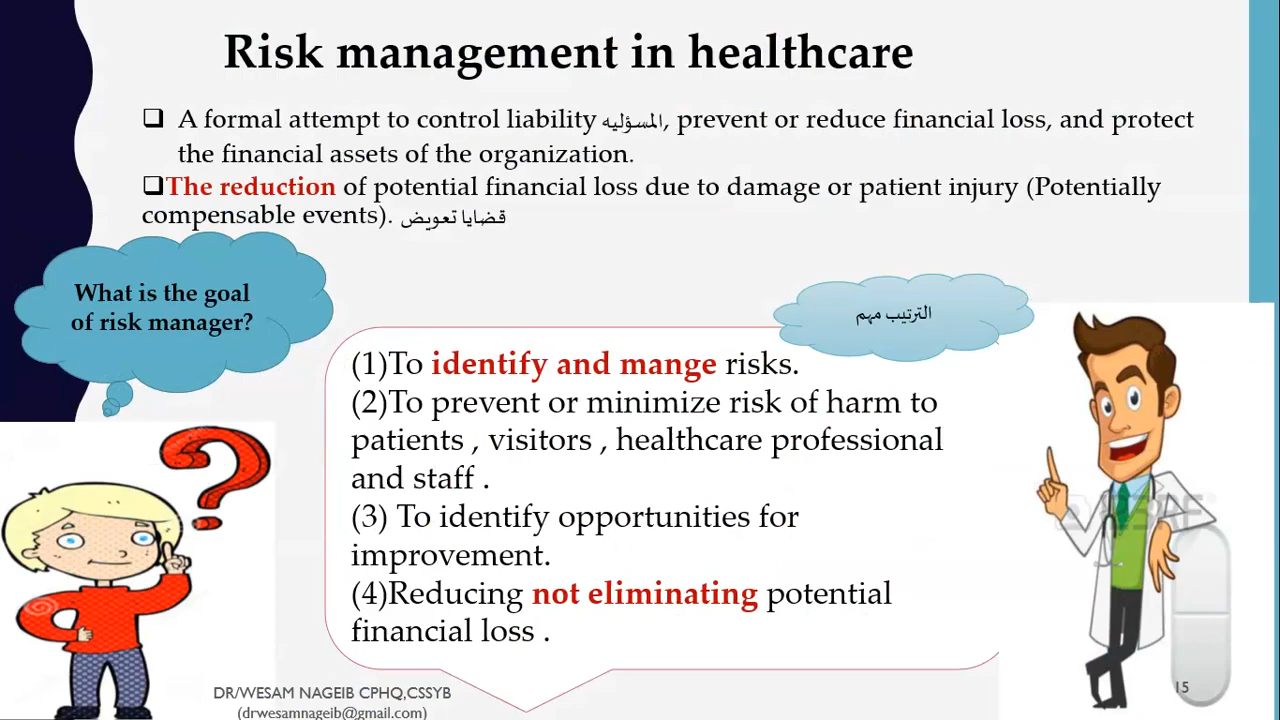 Risk management in healthcare
❑ A formal attempt to control liability المسؤليه, prevent or reduce financial loss, and protect
the financial assets of the organization.
❑The reduction of potential financial loss due to damage or patient injury (Potentially
compensable events). قضايا تعويض
What is the goal
of risk manager?
الترتيب مهم
(1)To identify and mange risks.
(2)To prevent or minimize risk of harm to
patients , visitors , healthcare professional
and staff .
(3) To identify opportunities for
improvement.
(4)Reducing not eliminating potential
financial loss .
DR/WESAM NAGEIB CPHQ,CSSYB
(drwesamnageib@gmail.com)
15